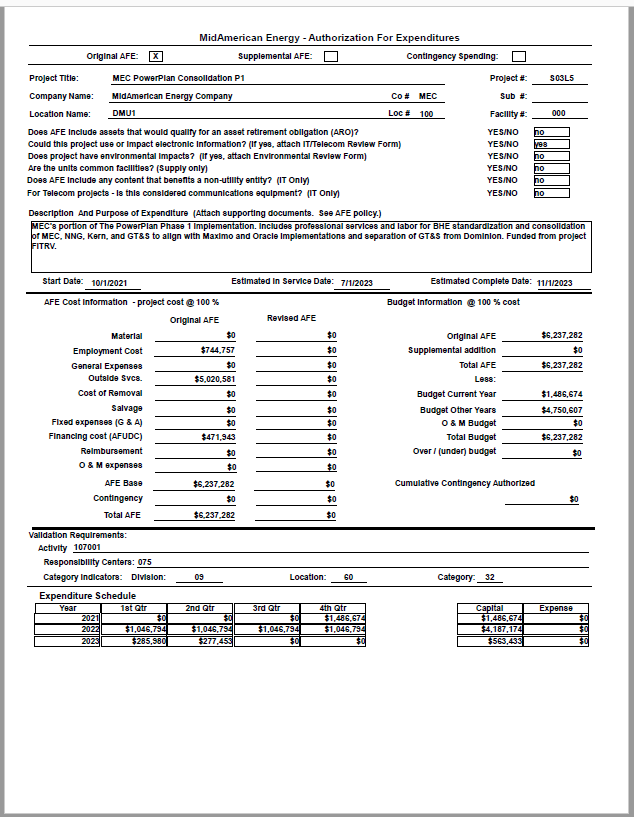 MidAmerican Energy - Authorization For Expenditures
Original AFE: X Supplemental AFE: Contingency Spending:
Project Title: MEC PowerPlan Consolidation P1 Project #: S03L5
Company Name: MidAmerican Energy Company Co # MEC Sub #:
Location Name: DMU1 Loc # 100 Facility #: 000
Does AFE include assets that would qualify for an asset retirement obligation (ARO)? YES/NO no
Could this project use or impact electronic information? (If yes, attach IT/Telecom Review Form) YES/NO yes
Does project have environmental impacts? (If yes, attach Environmental Review Form) YES/NO no
Are the units common facilities? (Supply only) YES/NO no
Does AFE include any content that benefits a non-utility entity? (IT Only) YES/NO no
For Telecom projects - is this considered communications equipment? (IT Only) YES/NO no
Description And Purpose of Expenditure (Attach supporting documents. See AFE policy.)
MEC's portion of The PowerPlan Phase 1 Implementation. Includes professional services and labor for BHE standardization and consolidation
of MEC, NNG, Kern, and GT&S to align with Maximo and Oracle implementations and separation of GT&S from Dominion. Funded from project
FITRV.
Start Date: 10/1/2021 Estimated In Service Date: 7/1/2023 Estimated Complete Date: 11/1/2023
AFE Cost Information - project cost @ 100 % Budget Information @ 100 % cost
Original AFE Revised AFE
Material $0 $0 Original AFE $6,237,282
Employment Cost $744,757 $0 Supplemental addition $0
General Expenses $0 $0 Total AFE $6,237,282
Outside Svcs. $5,020,581 $0 Less:
Cost of Removal $0 $0 Budget Current Year $1,486,674
Salvage $0 $0 Budget Other Years $4,750,607
Fixed expenses (G & A) $0 $0 O & M Budget $0
Financing cost (AFUDC) $471,943 $0 Total Budget $6,237,282
Reimbursement $0 $0 Over / (under) budget $0
O & M expenses $0 $0
AFE Base $6,237,282 $0 Cumulative Contingency Authorized
Contingency $0 $0 $0
Total AFE $6,237,282 $0
Validation Requirements:
Activity 107001
Responsibility Centers: 075
Category Indicators: Division: 09 Location: 60 Category: 32
Expenditure Schedule
Year 1st Qtr 2nd Qtr 3rd Qtr 4th Qtr Capital Expense
2021 $0 $0 $0 $1,486,674 $1,486,674 $0
2022 $1,046,794 $1,046,794 $1,046,794 $1,046,794 $4,187,174 $0
2023 $285,980 $277,453 $0 $0 $563,433 $0